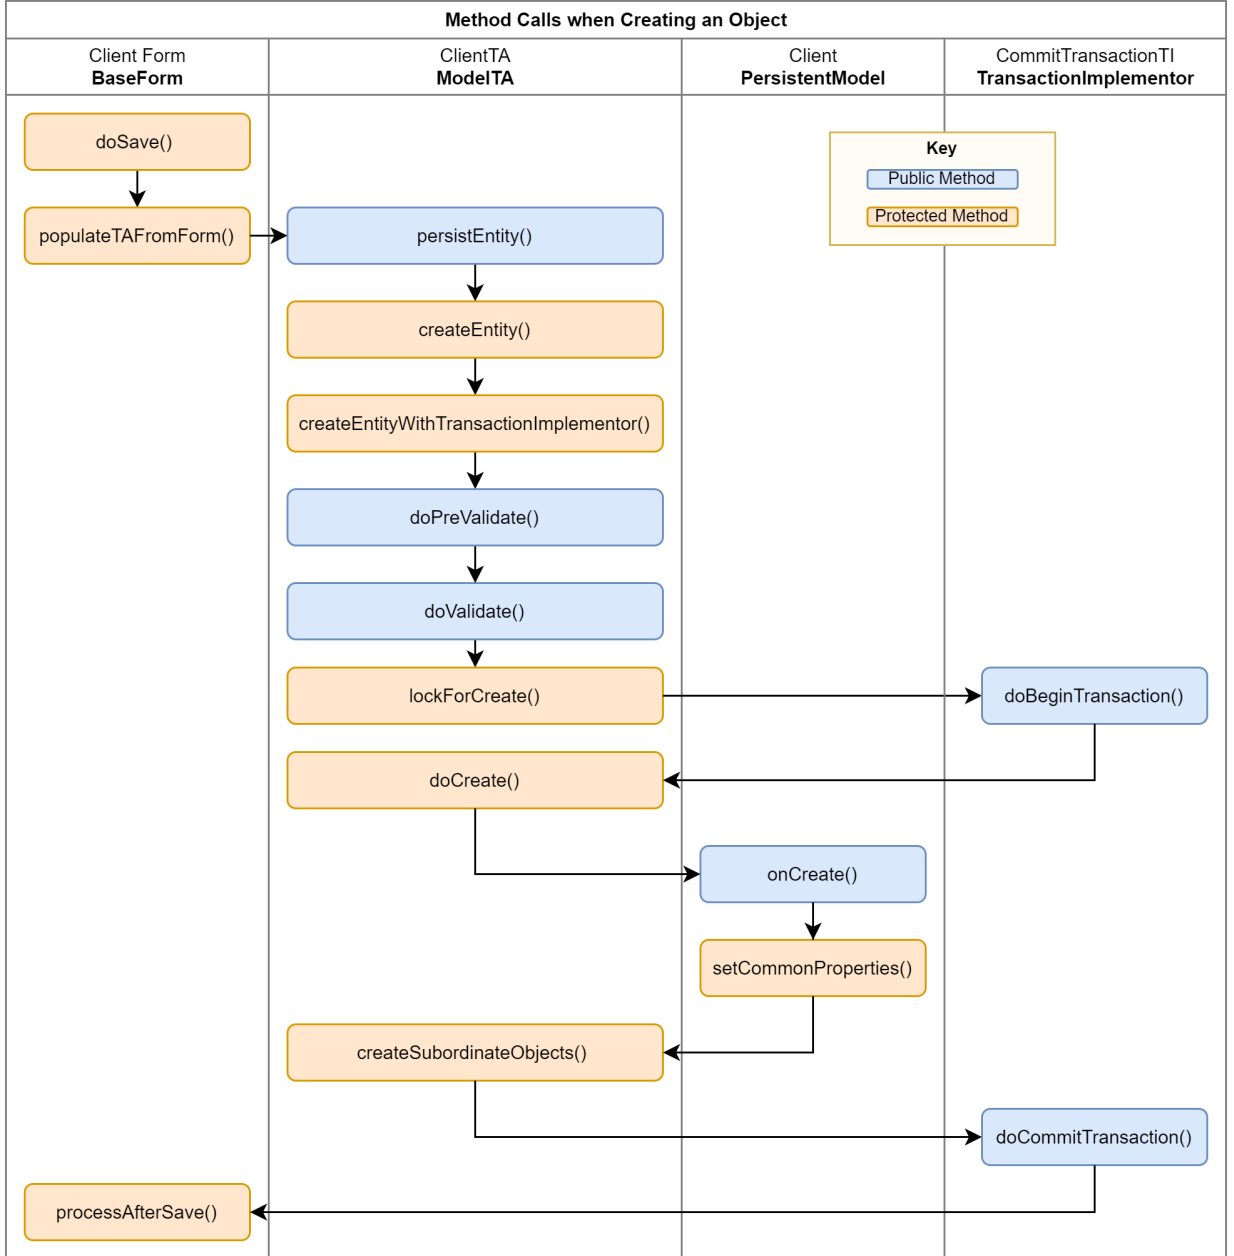 Method Calls when Creating an Object
Client Form
BaseForm
ClientTA
ModelTA
Client
PersistentModel
CommitTransactionTI
TransactionImplementor
doSave()
Key
Public Method
Protected Method
populateTAFromForm()
persistEntity()
createEntity()
createEntityWithTransactionImplementor()
doPreValidate()
doValidate()
lockForCreate()
doBeginTransaction()
doCreate()
onCreate()
setCommonProperties()
createSubordinateObjects()
doCommitTransaction()
processAfterSave()